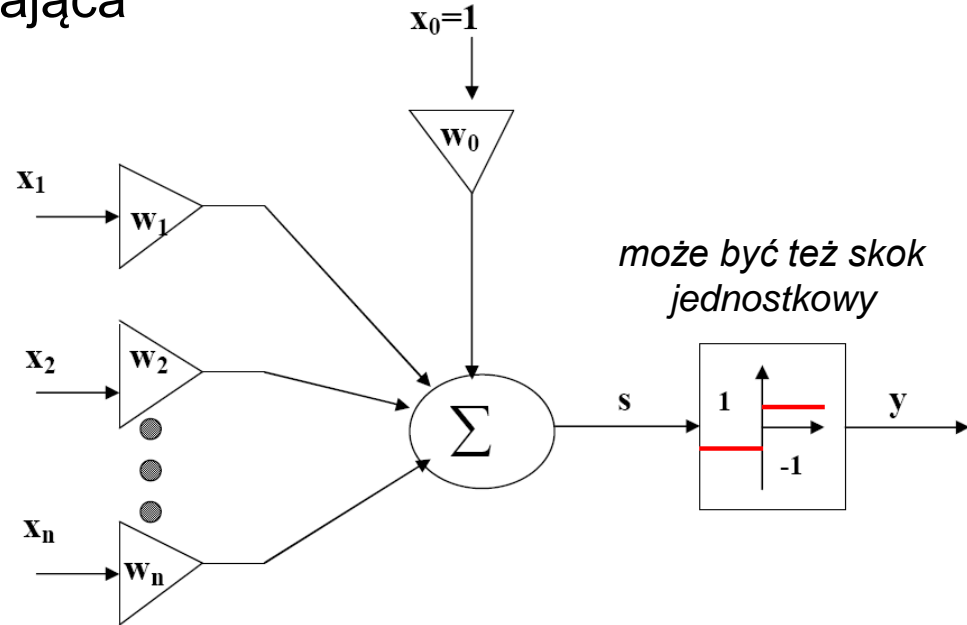 ająca
x₀=1
w₀
x₁
w₁
może być też skok
jednostkowy
x₂
w₂
Σ
s
1
-1
y
xₙ
wₙ